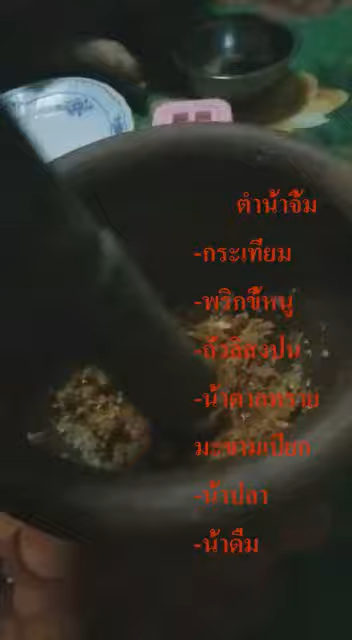 ตำน้ำจิ้ม
-กระเทียม
-พริกขี้หนู
-ถั่วลิสงป่น
-น้ำตาลทราย
มะขามเปียก
-น้ำปลา
-น้ำดื่ม